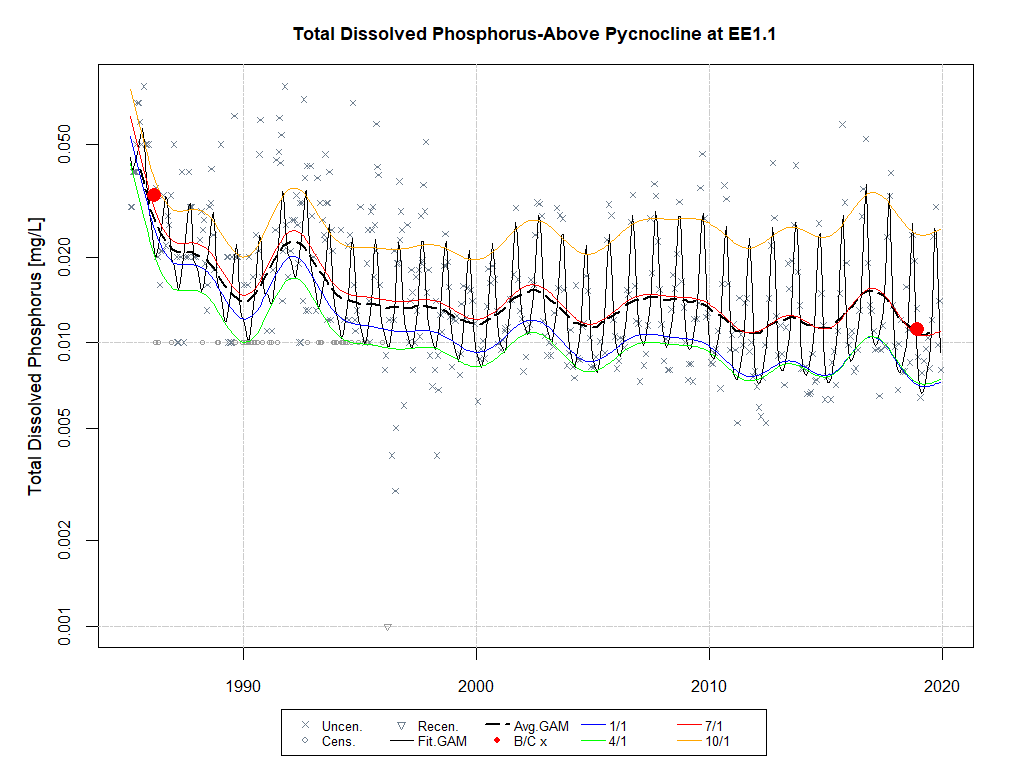 Total Dissolved Phosphorus-Above Pycnocline at EE1.1
Total Dissolved Phosphorus [mg/L]
0.050
0.020
0.010
0.005
0.002
0.001
1990 2000 2010 2020
Uncen. Recen. Avg.GAM 1/1 7/1
Cens. Fit.GAM B/C x 4/1 10/1